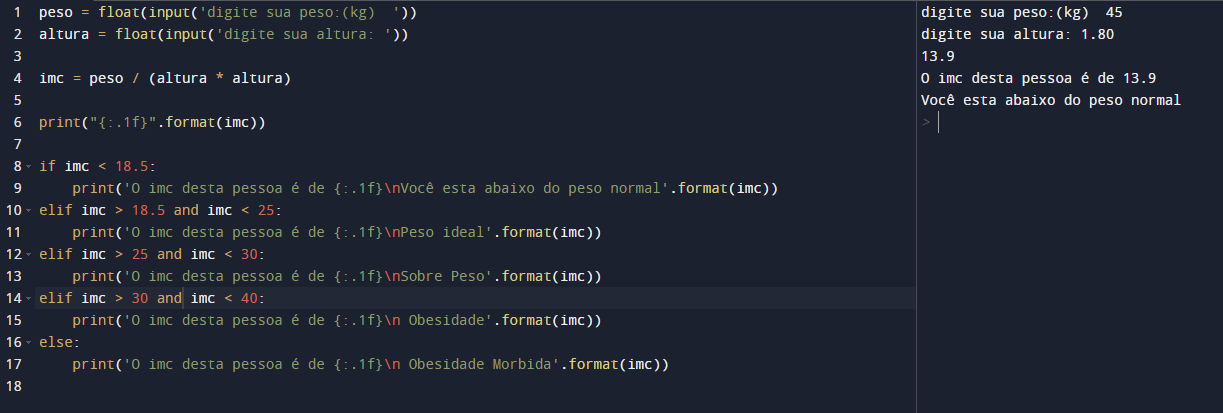 1 peso = float(input('digite sua peso:(kg)  '))
2 altura = float(input('digite sua altura: '))
3
4 imc = peso / (altura * altura)
5
6 print("{:.1f}".format(imc))
7
8 if imc < 18.5:
9     print('O imc desta pessoa é de {:.1f}\nVocê esta abaixo do peso normal'.format(imc))
10 elif imc > 18.5 and imc < 25:
11     print('O imc desta pessoa é de {:.1f}\nPeso ideal'.format(imc))
12 elif imc > 25 and imc < 30:
13     print('O imc desta pessoa é de {:.1f}\nSobre Peso'.format(imc))
14 elif imc > 30 and imc < 40:
15     print('O imc desta pessoa é de {:.1f}\n Obesidade'.format(imc))
16 else:
17     print('O imc desta pessoa é de {:.1f}\n Obesidade Morbida'.format(imc))
18
digite sua peso:(kg)  45
digite sua altura: 1.80
13.9
O imc desta pessoa é de 13.9
Você esta abaixo do peso normal
>